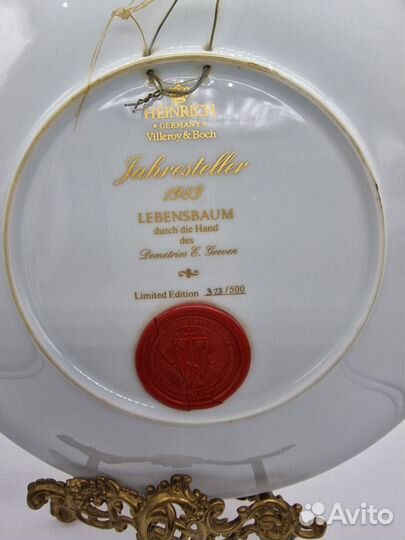 HEINRICH
• GERMANY •
Villeroy & Boch
Jahresteller
1983
LEBENSBAUM
durch die Hand
des
Demetrios E. Greven
Limited Edition 373/500
Avito